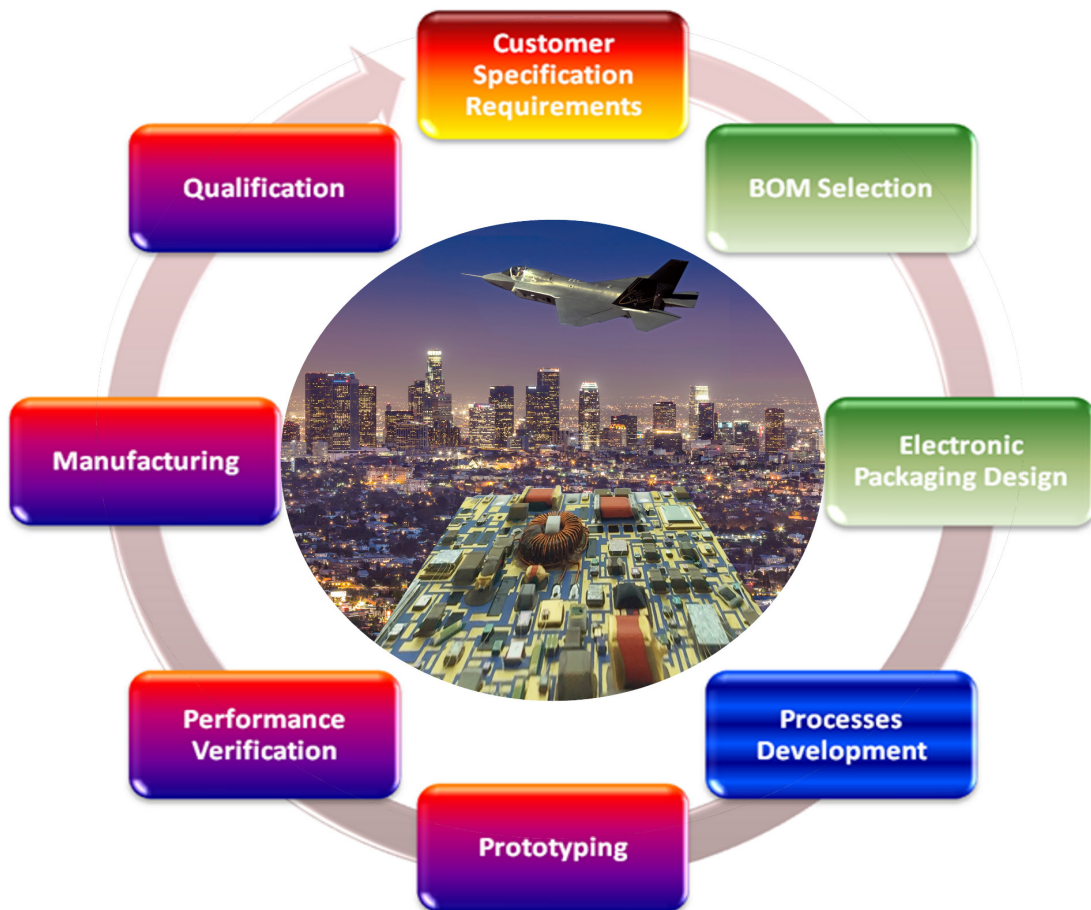 Customer
Specification
Requirements
BOM Selection
Electronic
Packaging Design
Processes
Development
Prototyping
Performance
Verification
Manufacturing
Qualification